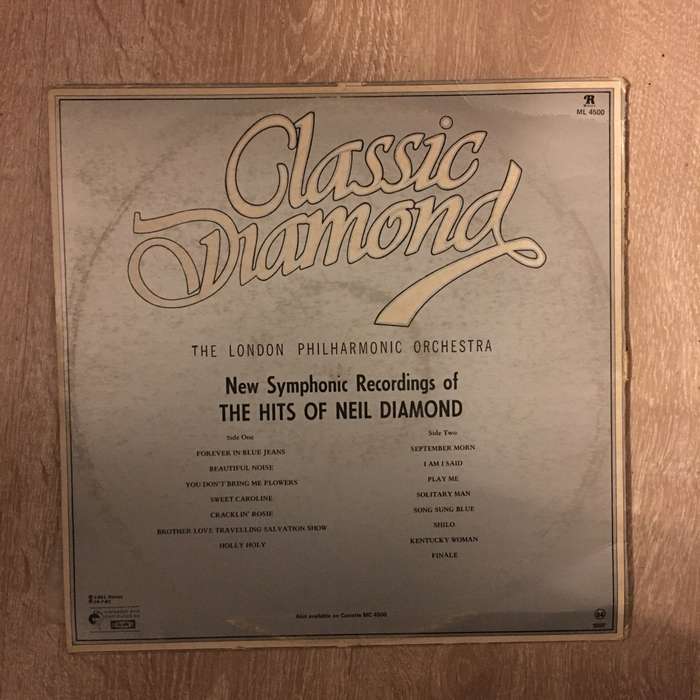 ML 4500
Classic
Diamond
THE LONDON PHILHARMONIC ORCHESTRA
New Symphonic Recordings of
THE HITS OF NEIL DIAMOND
Side One
FOREVER IN BLUE JEANS
BEAUTIFUL NOISE
YOU DON'T BRING ME FLOWERS
SWEET CAROLINE
CRACKLIN' ROSIE
BROTHER LOVE TRAVELLING SALVATION SHOW
HOLLY HOLY
Side Two
SEPTEMBER MORN
I AM I SAID
PLAY ME
SOLITARY MAN
SONG SUNG BLUE
SHILO
KENTUCKY WOMAN
FINALE
Also available on Cassette MC 4500